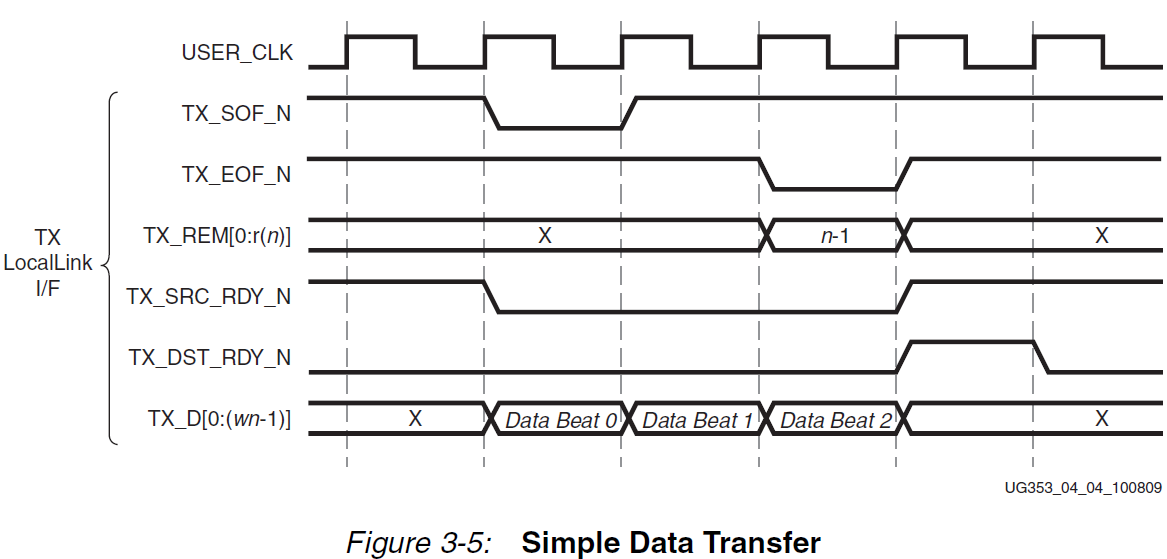 USER_CLK
TX_SOF_N
TX_EOF_N
TX_REM[0:r(n)] X n-1 X
TX
LocalLink
I/F
TX_SRC_RDY_N
TX_DST_RDY_N
TX_D[0:(wn-1)] X Data Beat 0 Data Beat 1 Data Beat 2 X
UG353_04_04_100809
Figure 3-5: Simple Data Transfer